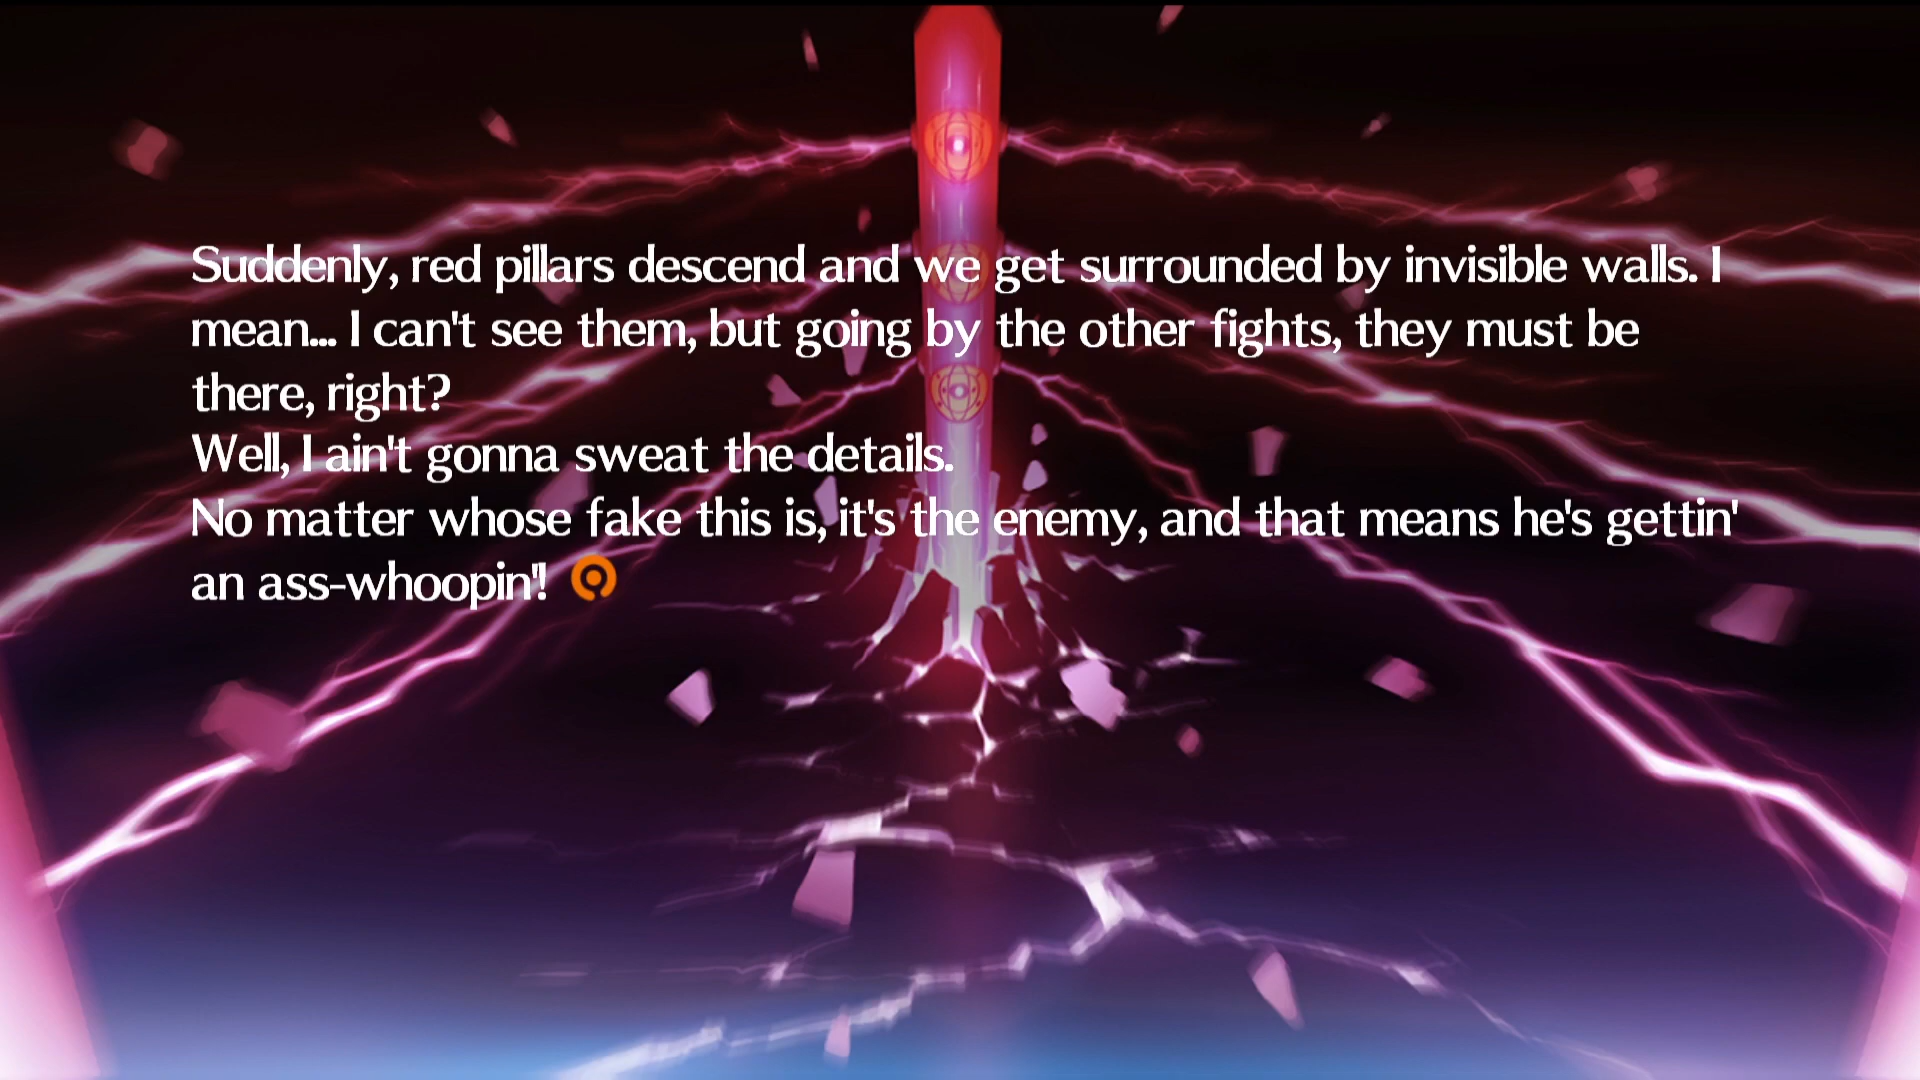 Suddenly, red pillars descend and we get surrounded by invisible walls. I
mean... I can't see them, but going by the other fights, they must be
there, right?
Well, I ain't gonna sweat the details.
No matter whose fake this is, it's the enemy, and that means he's gettin'
an ass-whoopin'!